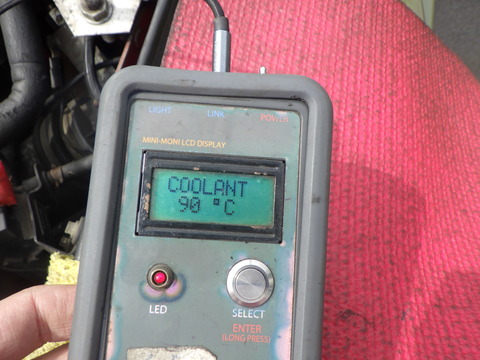 LIGHT LINK POWER
MINI-MONI LCD DISPLAY
COOLANT
90 °C
LED
SELECT
ENTER
(LONG PRESS)